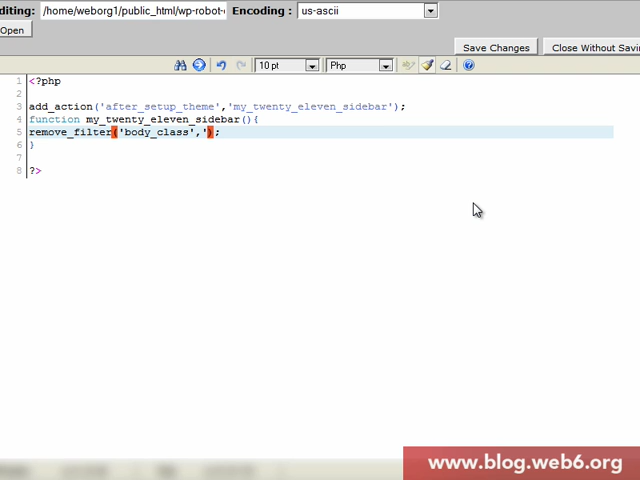 diting: /home/weborg1/public_html/wp-robot- Encoding : us-ascii
Open
Save Changes Close Without Savi
10 pt Php
1 <?php
2
3 add_action('after_setup_theme','my_twenty_eleven_sidebar');
4 function my_twenty_eleven_sidebar(){
5 remove_filter('body_class',');
6 }
7
8 ?>
www.blog.web6.org